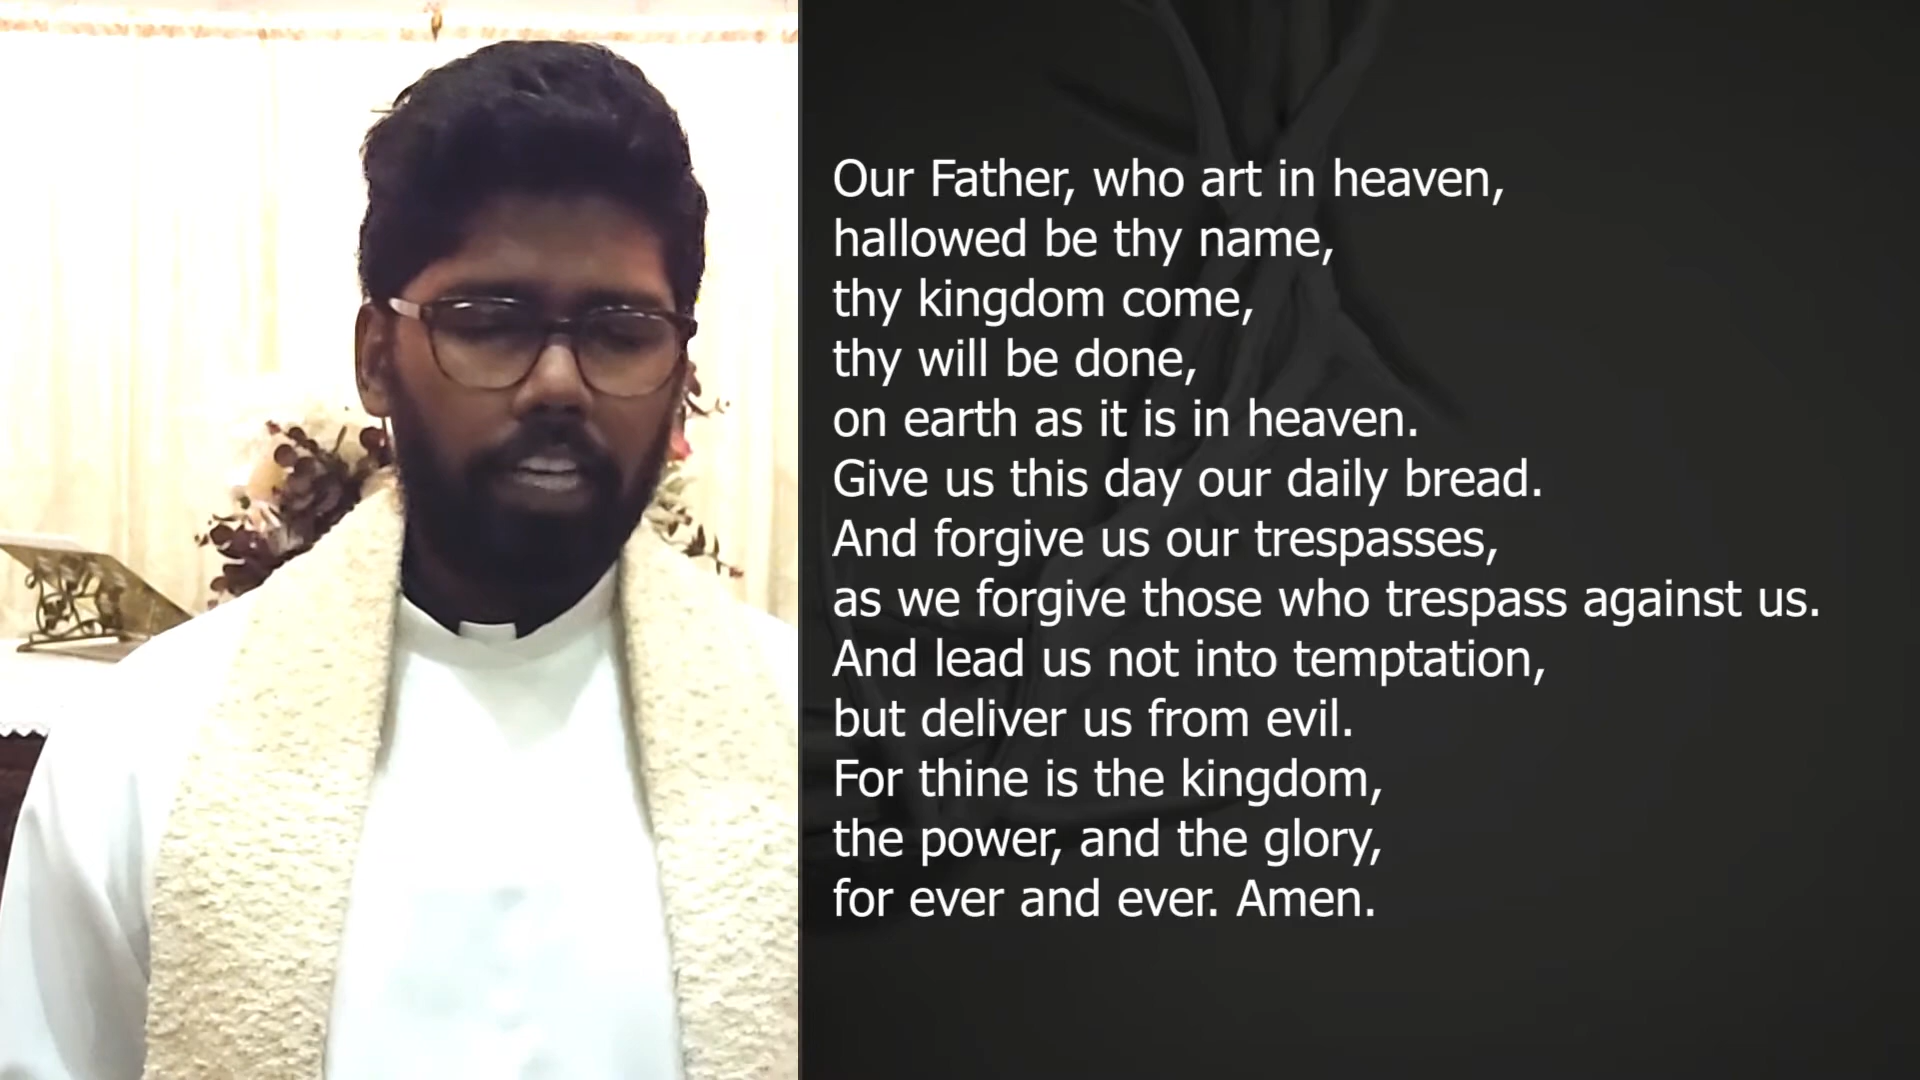 Our Father, who art in heaven,
hallowed be thy name,
thy kingdom come,
thy will be done,
on earth as it is in heaven.
Give us this day our daily bread.
And forgive us our trespasses,
as we forgive those who trespass against us.
And lead us not into temptation,
but deliver us from evil.
For thine is the kingdom,
the power, and the glory,
for ever and ever. Amen.